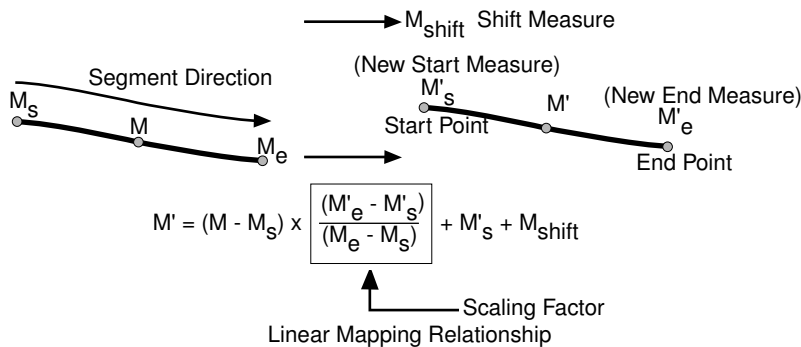 M_shift Shift Measure
Segment Direction
(New Start Measure)
M_s
M
M_e
M'_s
M'
(New End Measure)
M'_e
Start Point
End Point
M' = (M - M_s) x (M'_e - M'_s) / (M_e - M_s) + M'_s + M_shift
Scaling Factor
Linear Mapping Relationship